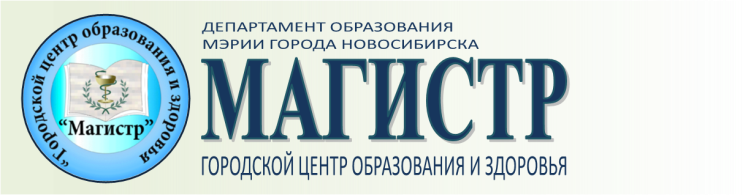 "Городской центр образования и здоровья
"Магистр"
ДЕПАРТАМЕНТ ОБРАЗОВАНИЯ
МЭРИИ ГОРОДА НОВОСИБИРСКА
МАГИСТР
ГОРОДСКОЙ ЦЕНТР ОБРАЗОВАНИЯ И ЗДОРОВЬЯ